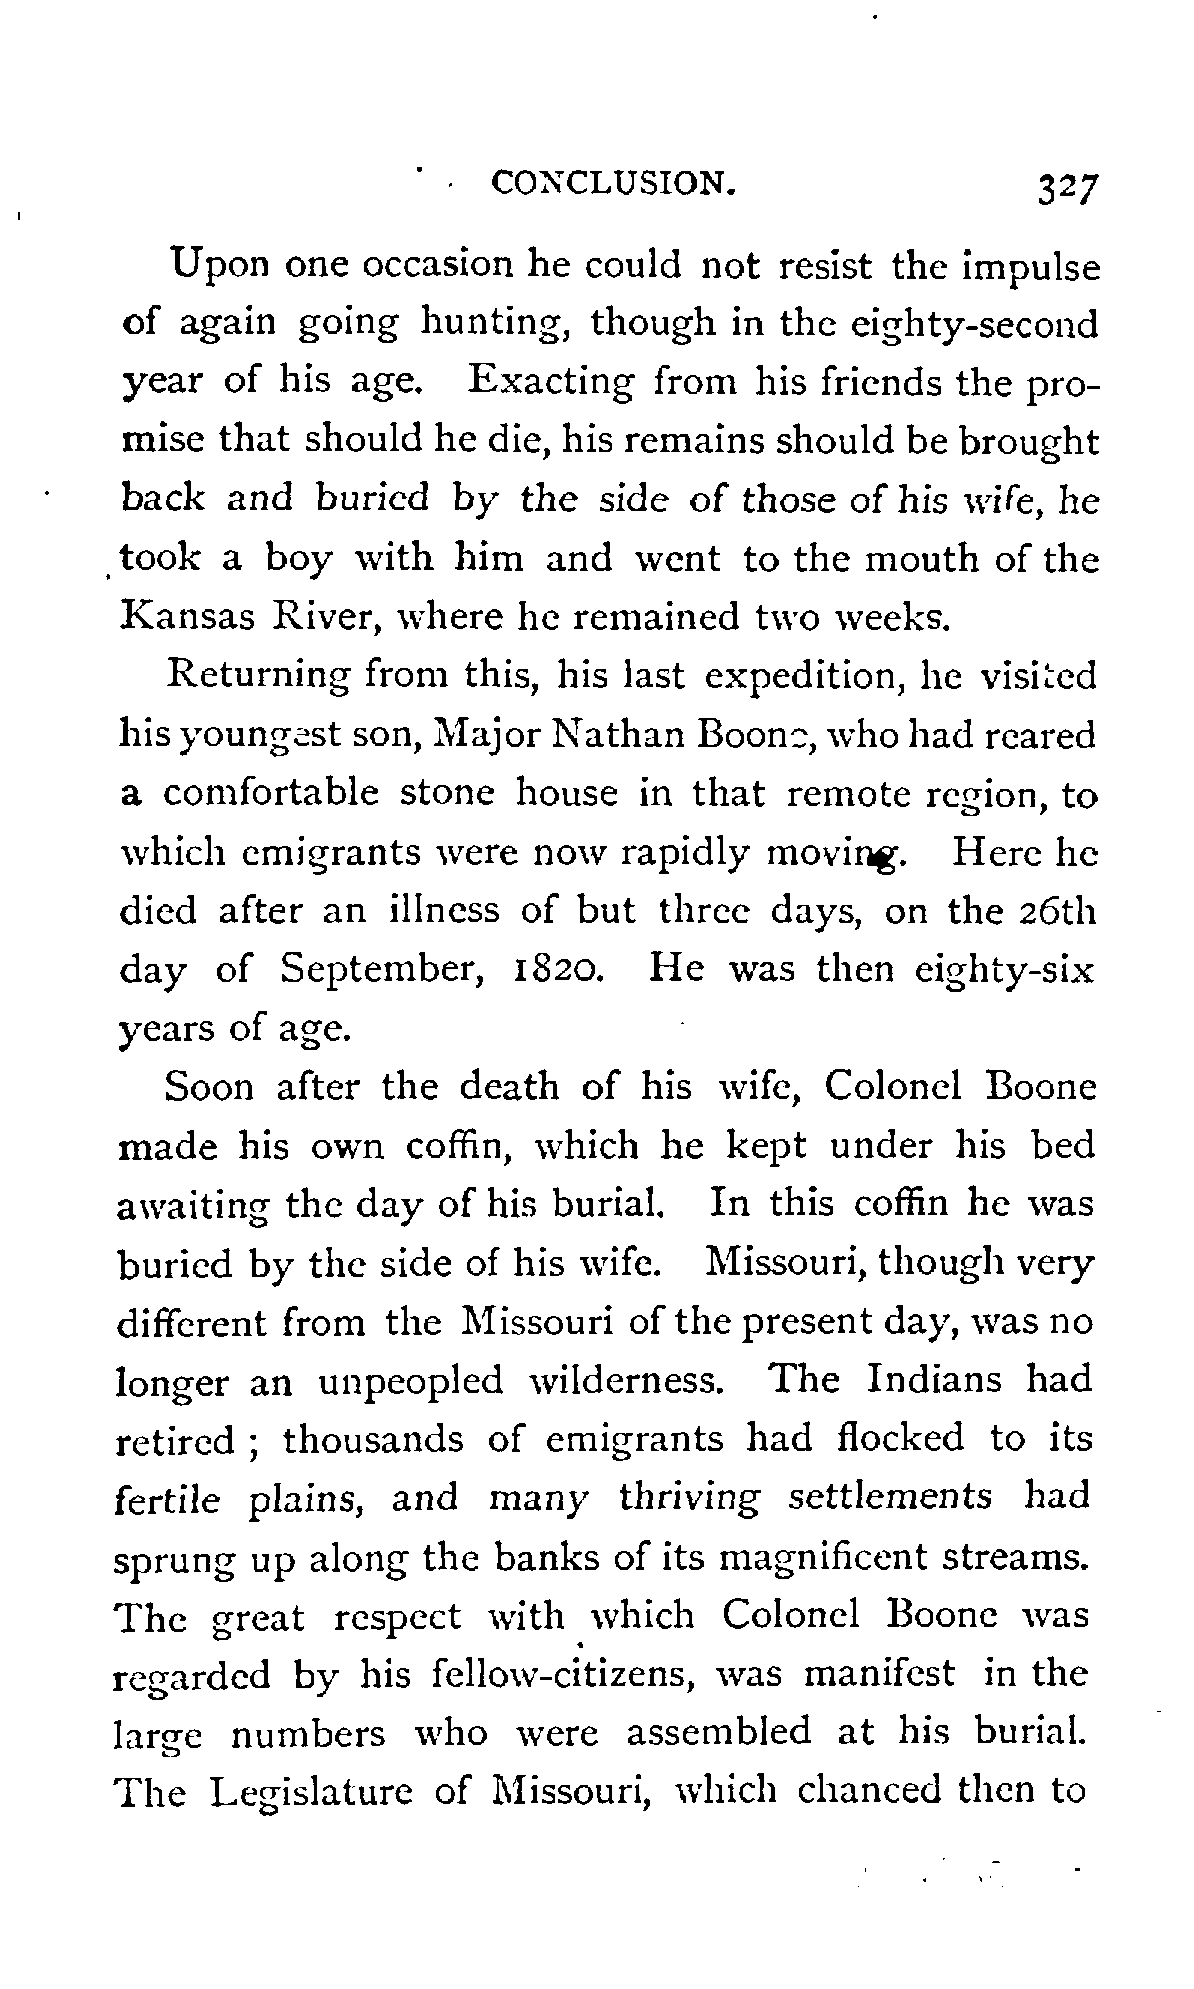 CONCLUSION. 327
Upon one occasion he could not resist the impulse
of again going hunting, though in the eighty-second
year of his age. Exacting from his friends the pro-
mise that should he die, his remains should be brought
back and buried by the side of those of his wife, he
took a boy with him and went to the mouth of the
Kansas River, where he remained two weeks.
Returning from this, his last expedition, he visited
his youngest son, Major Nathan Boone, who had reared
a comfortable stone house in that remote region, to
which emigrants were now rapidly moving. Here he
died after an illness of but three days, on the 26th
day of September, 1820. He was then eighty-six
years of age.
Soon after the death of his wife, Colonel Boone
made his own coffin, which he kept under his bed
awaiting the day of his burial. In this coffin he was
buried by the side of his wife. Missouri, though very
different from the Missouri of the present day, was no
longer an unpeopled wilderness. The Indians had
retired ; thousands of emigrants had flocked to its
fertile plains, and many thriving settlements had
sprung up along the banks of its magnificent streams.
The great respect with which Colonel Boone was
regarded by his fellow-citizens, was manifest in the
large numbers who were assembled at his burial.
The Legislature of Missouri, which chanced then to